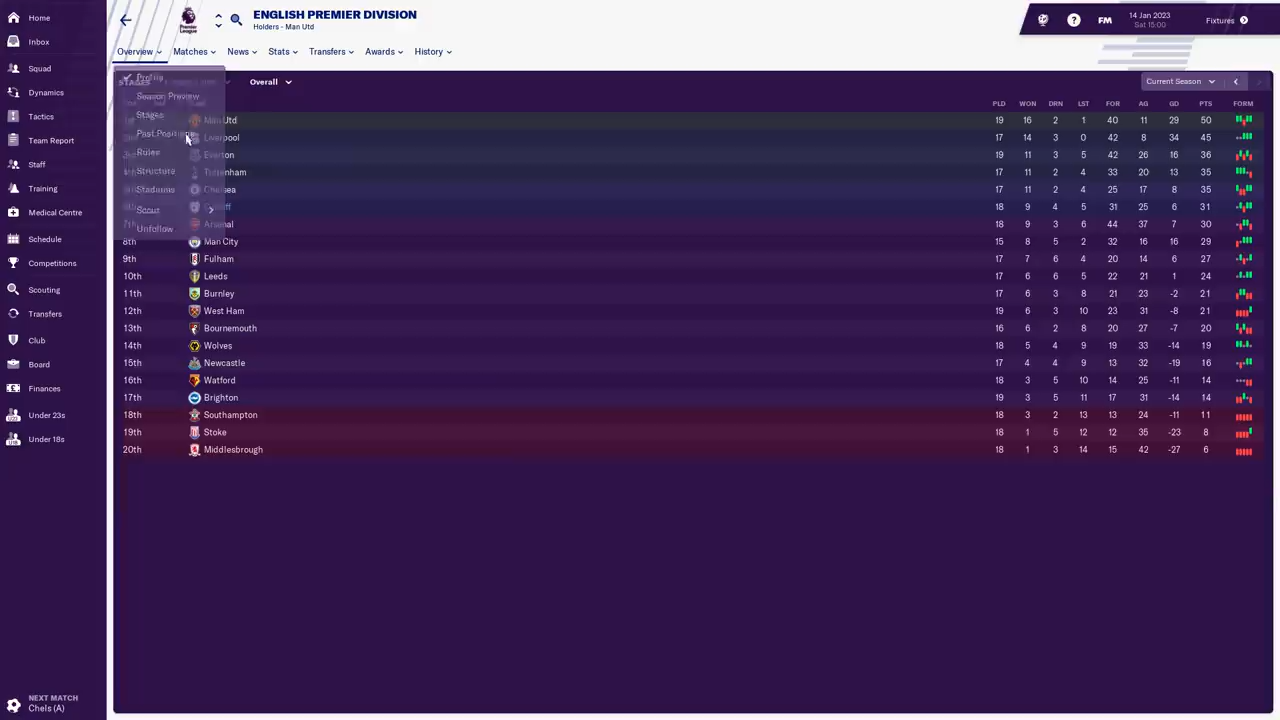 Home
Inbox
Squad
Dynamics
Tactics
Team Report
Staff
Training
Medical Centre
Schedule
Competitions
Scouting
Transfers
Club
Board
Finances
Under 23s
Under 18s
NEXT MATCH
Chels (A)
ENGLISH PREMIER DIVISION
Holders - Man Utd
FM
14 Jan 2023
Sat 15:00
Fixtures
Overview Matches News Stats Transfers Awards History
STAGES Overall Current Season
Profile
Season Preview
Stages
Past Positions
Rules
Structure
Stadiums
Scout
Unfollow
PLD WON DRN LST FOR AG GD PTS FORM
Man Utd 19 16 2 1 40 11 29 50
Liverpool 17 14 3 0 42 8 34 45
Everton 19 11 3 5 42 26 16 36
Tottenham 17 11 2 4 33 20 13 35
Chelsea 17 11 2 4 25 17 8 35
Cardiff 18 9 4 5 31 25 6 31
7th Arsenal 18 9 3 6 44 37 7 30
8th Man City 15 8 5 2 32 16 16 29
9th Fulham 17 7 6 4 20 14 6 27
10th Leeds 17 6 6 5 22 21 1 24
11th Burnley 17 6 3 8 21 23 -2 21
12th West Ham 19 6 3 10 23 31 -8 21
13th Bournemouth 16 6 2 8 20 27 -7 20
14th Wolves 18 5 4 9 19 33 -14 19
15th Newcastle 17 4 4 9 13 32 -19 16
16th Watford 18 3 5 10 14 25 -11 14
17th Brighton 19 3 5 11 17 31 -14 14
18th Southampton 18 3 2 13 13 24 -11 11
19th Stoke 18 1 5 12 12 35 -23 8
20th Middlesbrough 18 1 3 14 15 42 -27 6